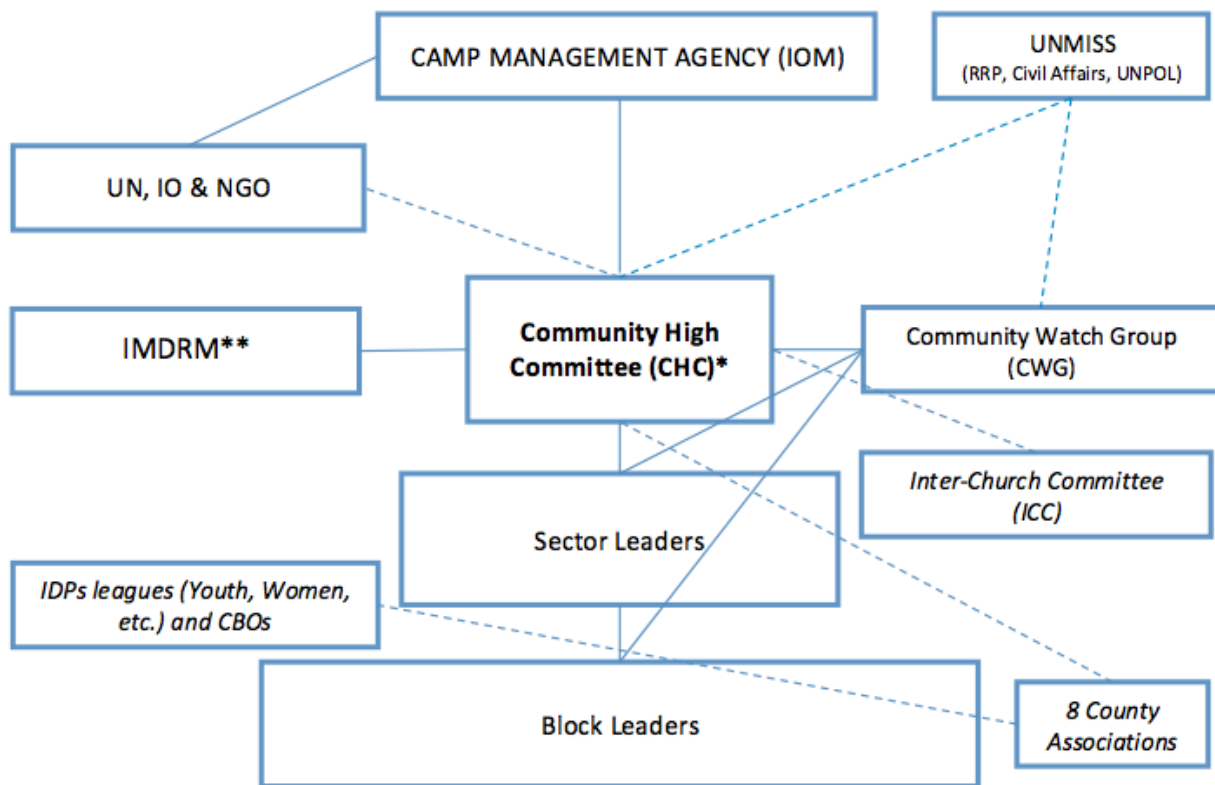 CAMP MANAGEMENT AGENCY (IOM)
UNMISS
(RRP, Civil Affairs, UNPOL)
UN, IO & NGO
IMDRM**
Community High
Committee (CHC)*
Community Watch Group
(CWG)
Inter-Church Committee
(ICC)
Sector Leaders
IDPs leagues (Youth, Women,
etc.) and CBOs
Block Leaders
8 County
Associations